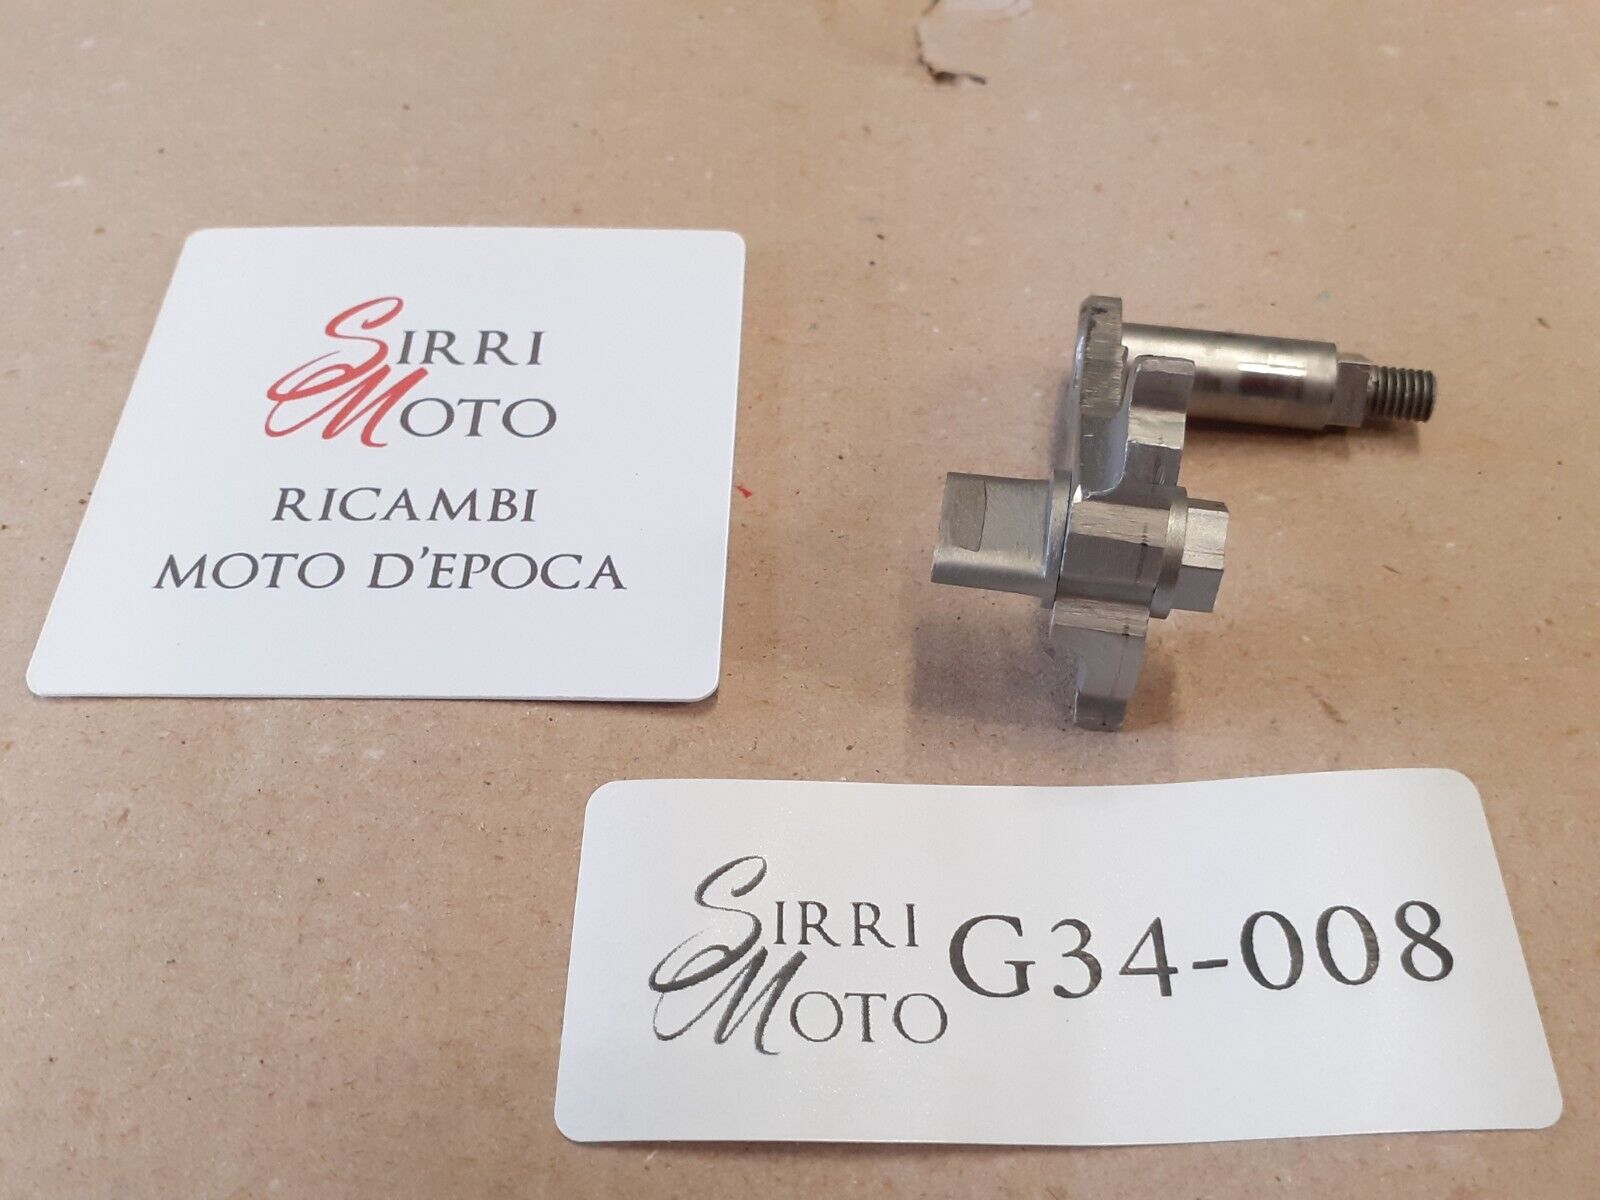 SIRRI
MOTO
RICAMBI
MOTO D'EPOCA
SIRRI
MOTO
G34-008